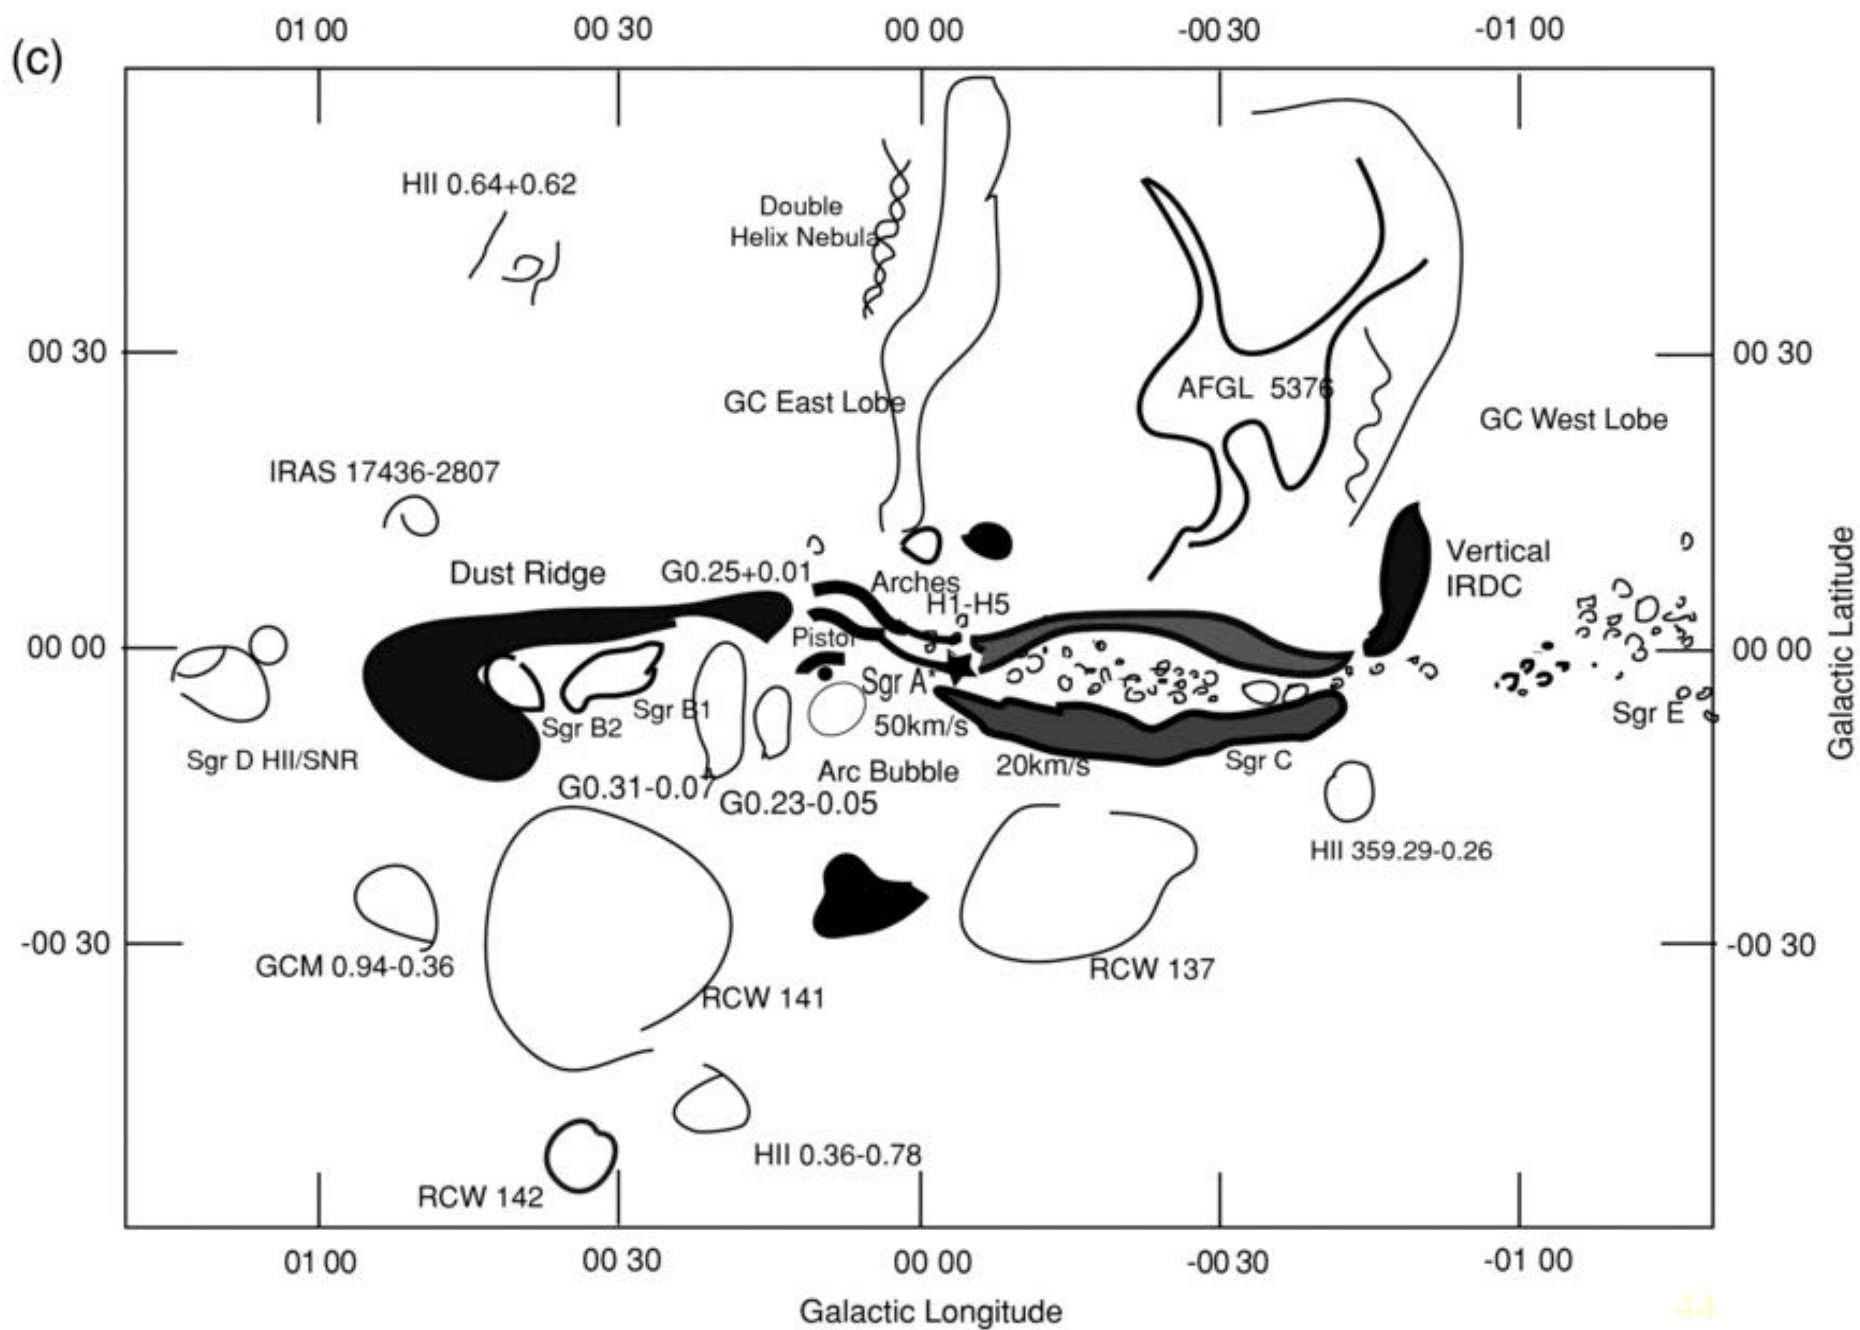 (c)
01 00
00 30
00 00
-00 30
-01 00
HII 0.64+0.62
Double
Helix Nebula
00 30
00 30
AFGL 5376
GC East Lobe
GC West Lobe
IRAS 17436-2807
Dust Ridge
G0.25+0.01
Arches
H1-H5
Vertical
IRDC
Galactic Latitude
00 00
Pistol
00 00
Sgr A*
Sgr B2
Sgr B1
50km/s
Sgr E
Sgr D HII/SNR
G0.31-0.07
G0.23-0.05
Arc Bubble
20km/s
Sgr C
HII 359.29-0.26
-00 30
-00 30
GCM 0.94-0.36
RCW 141
RCW 137
HII 0.36-0.78
RCW 142
01 00
00 30
00 00
-00 30
-01 00
Galactic Longitude
44